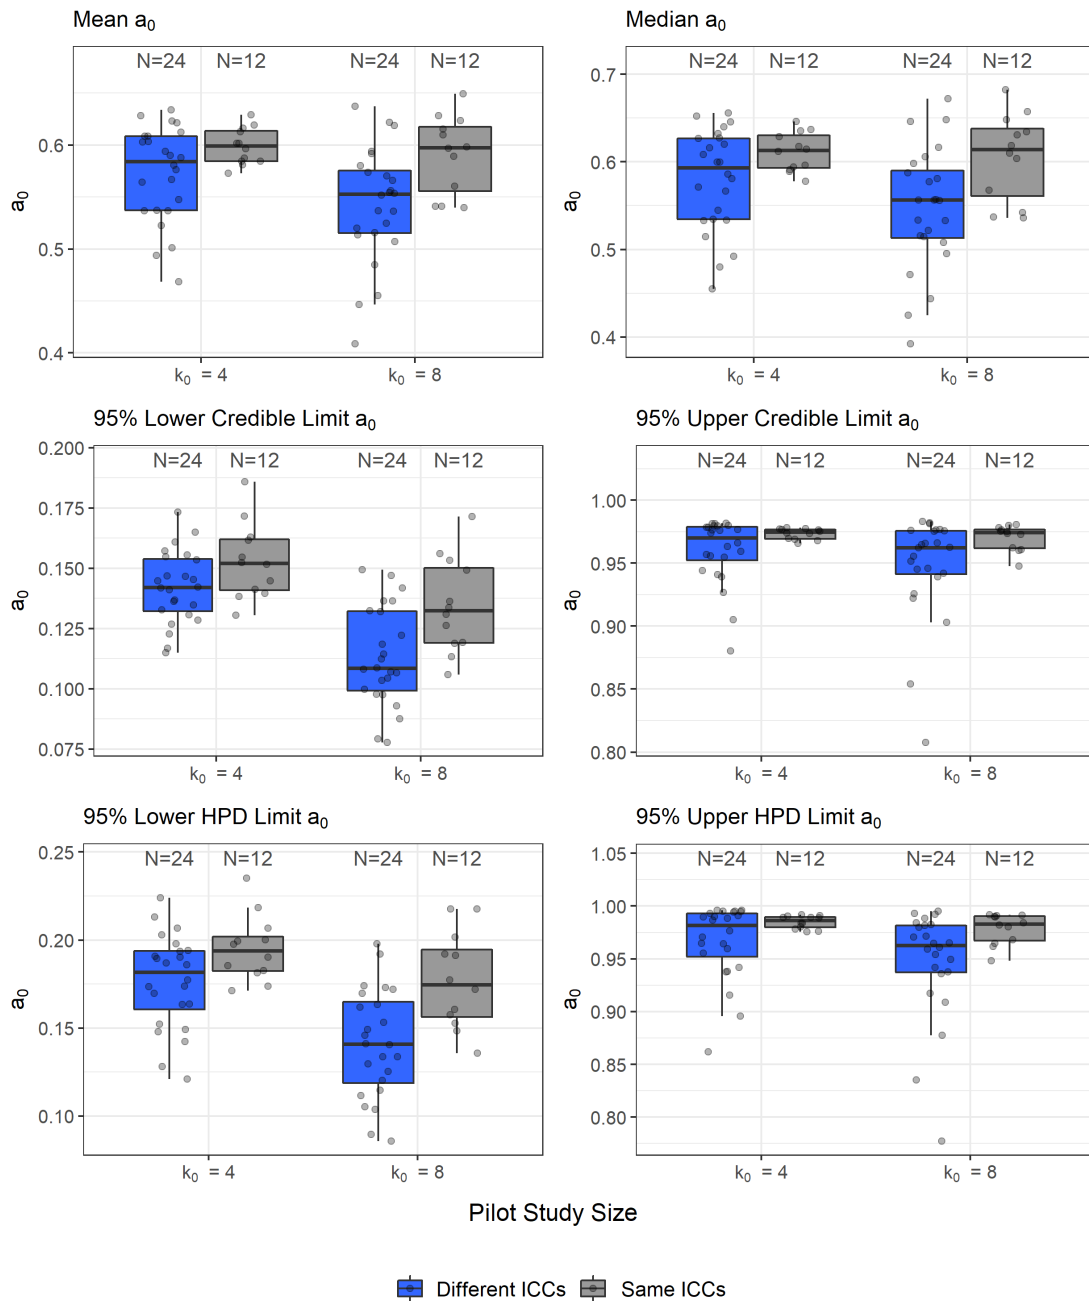 Mean a₀
Median a₀
N=24 N=12 N=24 N=12
0.6
0.5
0.4
a₀
k₀ = 4 k₀ = 8
N=24 N=12 N=24 N=12
0.7
0.6
0.5
0.4
a₀
k₀ = 4 k₀ = 8
95% Lower Credible Limit a₀
95% Upper Credible Limit a₀
N=24 N=12 N=24 N=12
0.200
0.175
0.150
0.125
0.100
0.075
a₀
k₀ = 4 k₀ = 8
N=24 N=12 N=24 N=12
1.00
0.95
0.90
0.85
0.80
a₀
k₀ = 4 k₀ = 8
95% Lower HPD Limit a₀
95% Upper HPD Limit a₀
N=24 N=12 N=24 N=12
0.25
0.20
0.15
0.10
a₀
k₀ = 4 k₀ = 8
N=24 N=12 N=24 N=12
1.05
1.00
0.95
0.90
0.85
0.80
a₀
k₀ = 4 k₀ = 8
Pilot Study Size
Different ICCs Same ICCs